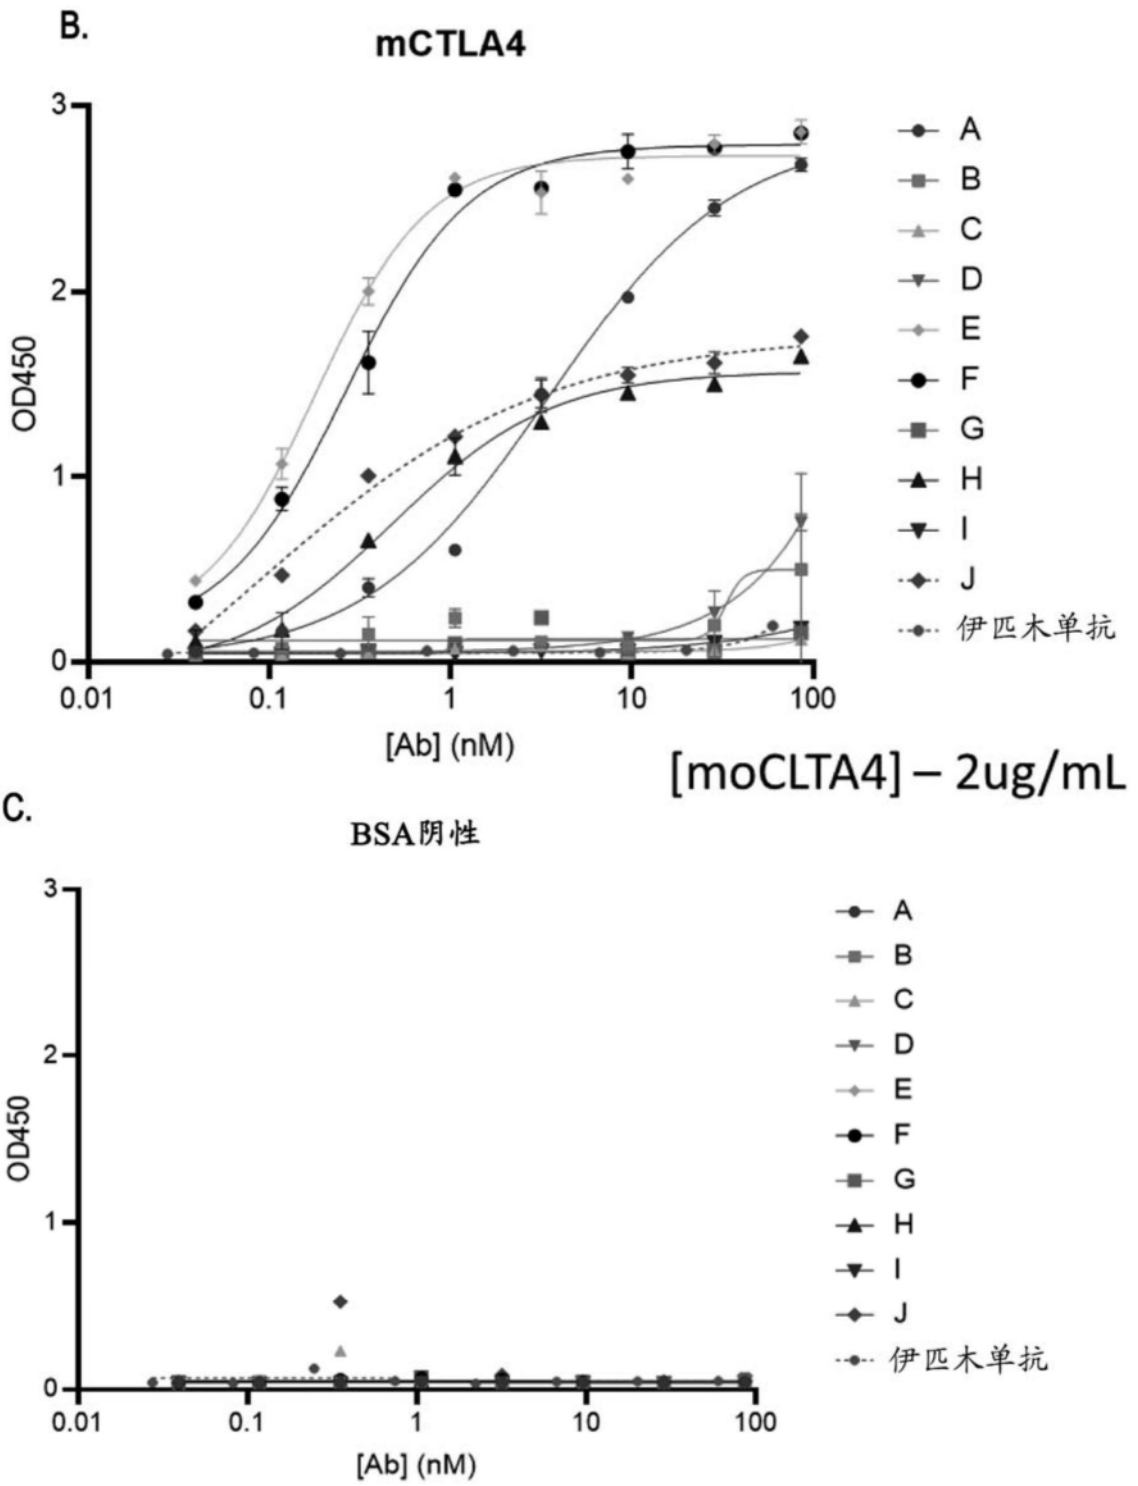 B.
mCTLA4
3
2
1
0
OD450
0.01
0.1
1
10
100
[Ab] (nM)
A
B
C
D
E
F
G
H
I
J
伊匹木单抗
[moCLTA4] – 2ug/mL
C.
BSA阴性
3
2
1
0
OD450
0.01
0.1
1
10
100
[Ab] (nM)
A
B
C
D
E
F
G
H
I
J
伊匹木单抗